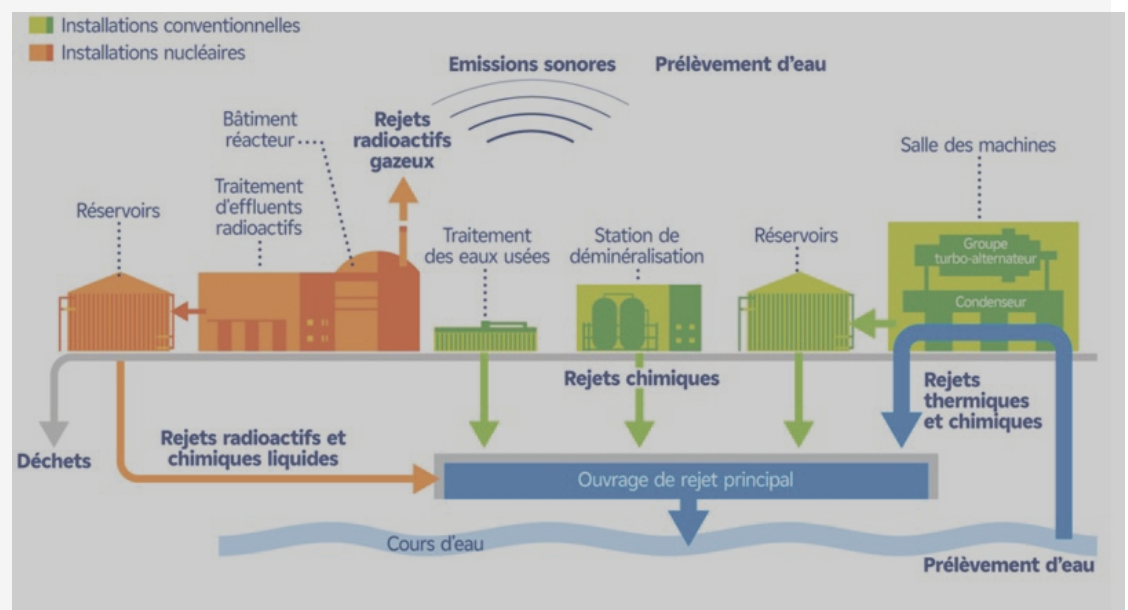 Installations conventionnelles
Installations nucléaires
Emissions sonores
Prélèvement d'eau
Bâtiment
réacteur
Rejets
radioactifs
gazeux
Salle des machines
Traitement
d'effluents
radioactifs
Réservoirs
Traitement
des eaux usées
Station de
déminéralisation
Réservoirs
Groupe
turbo-alternateur
Condenseur
Rejets chimiques
Rejets
thermiques
et chimiques
Déchets
Rejets radioactifs et
chimiques liquides
Ouvrage de rejet principal
Cours d'eau
Prélèvement d'eau